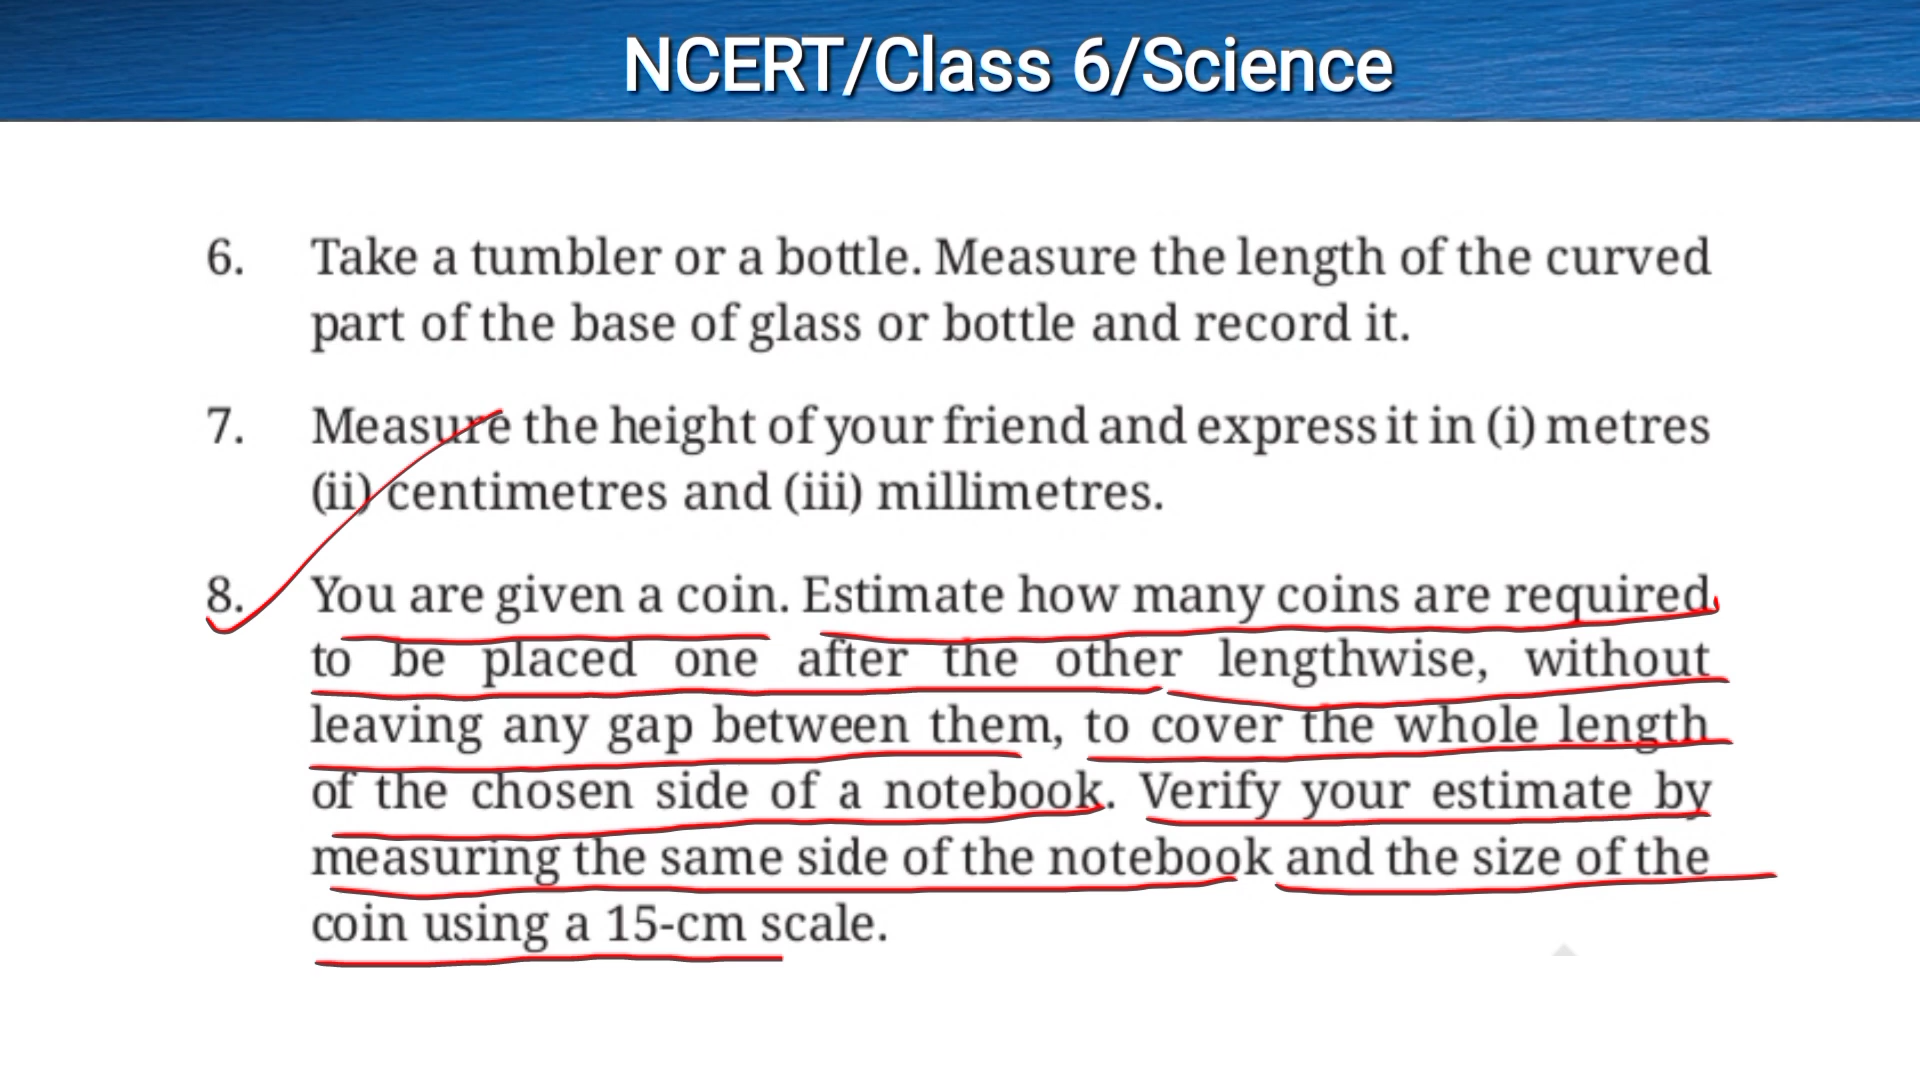 NCERT/Class 6/Science
6. Take a tumbler or a bottle. Measure the length of the curved
part of the base of glass or bottle and record it.
7. Measure the height of your friend and express it in (i) metres
(ii) centimetres and (iii) millimetres.
8. You are given a coin. Estimate how many coins are required
to be placed one after the other lengthwise, without
leaving any gap between them, to cover the whole length
of the chosen side of a notebook. Verify your estimate by
measuring the same side of the notebook and the size of the
coin using a 15-cm scale.